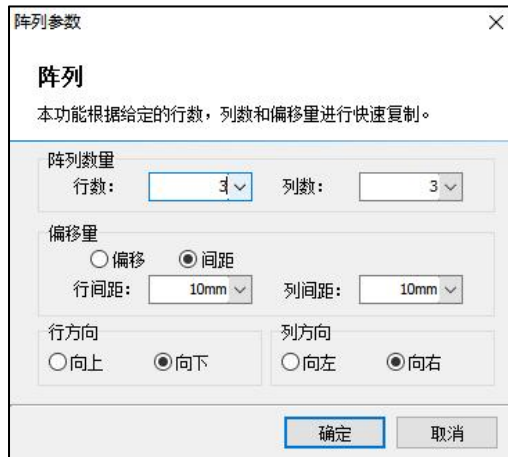 阵列参数
阵列
本功能根据给定的行数，列数和偏移量进行快速复制。
阵列数量
行数： 3 列数： 3
偏移量
偏移 间距
行间距： 10mm 列间距： 10mm
行方向 列方向
向上 向下 向左 向右
确定 取消